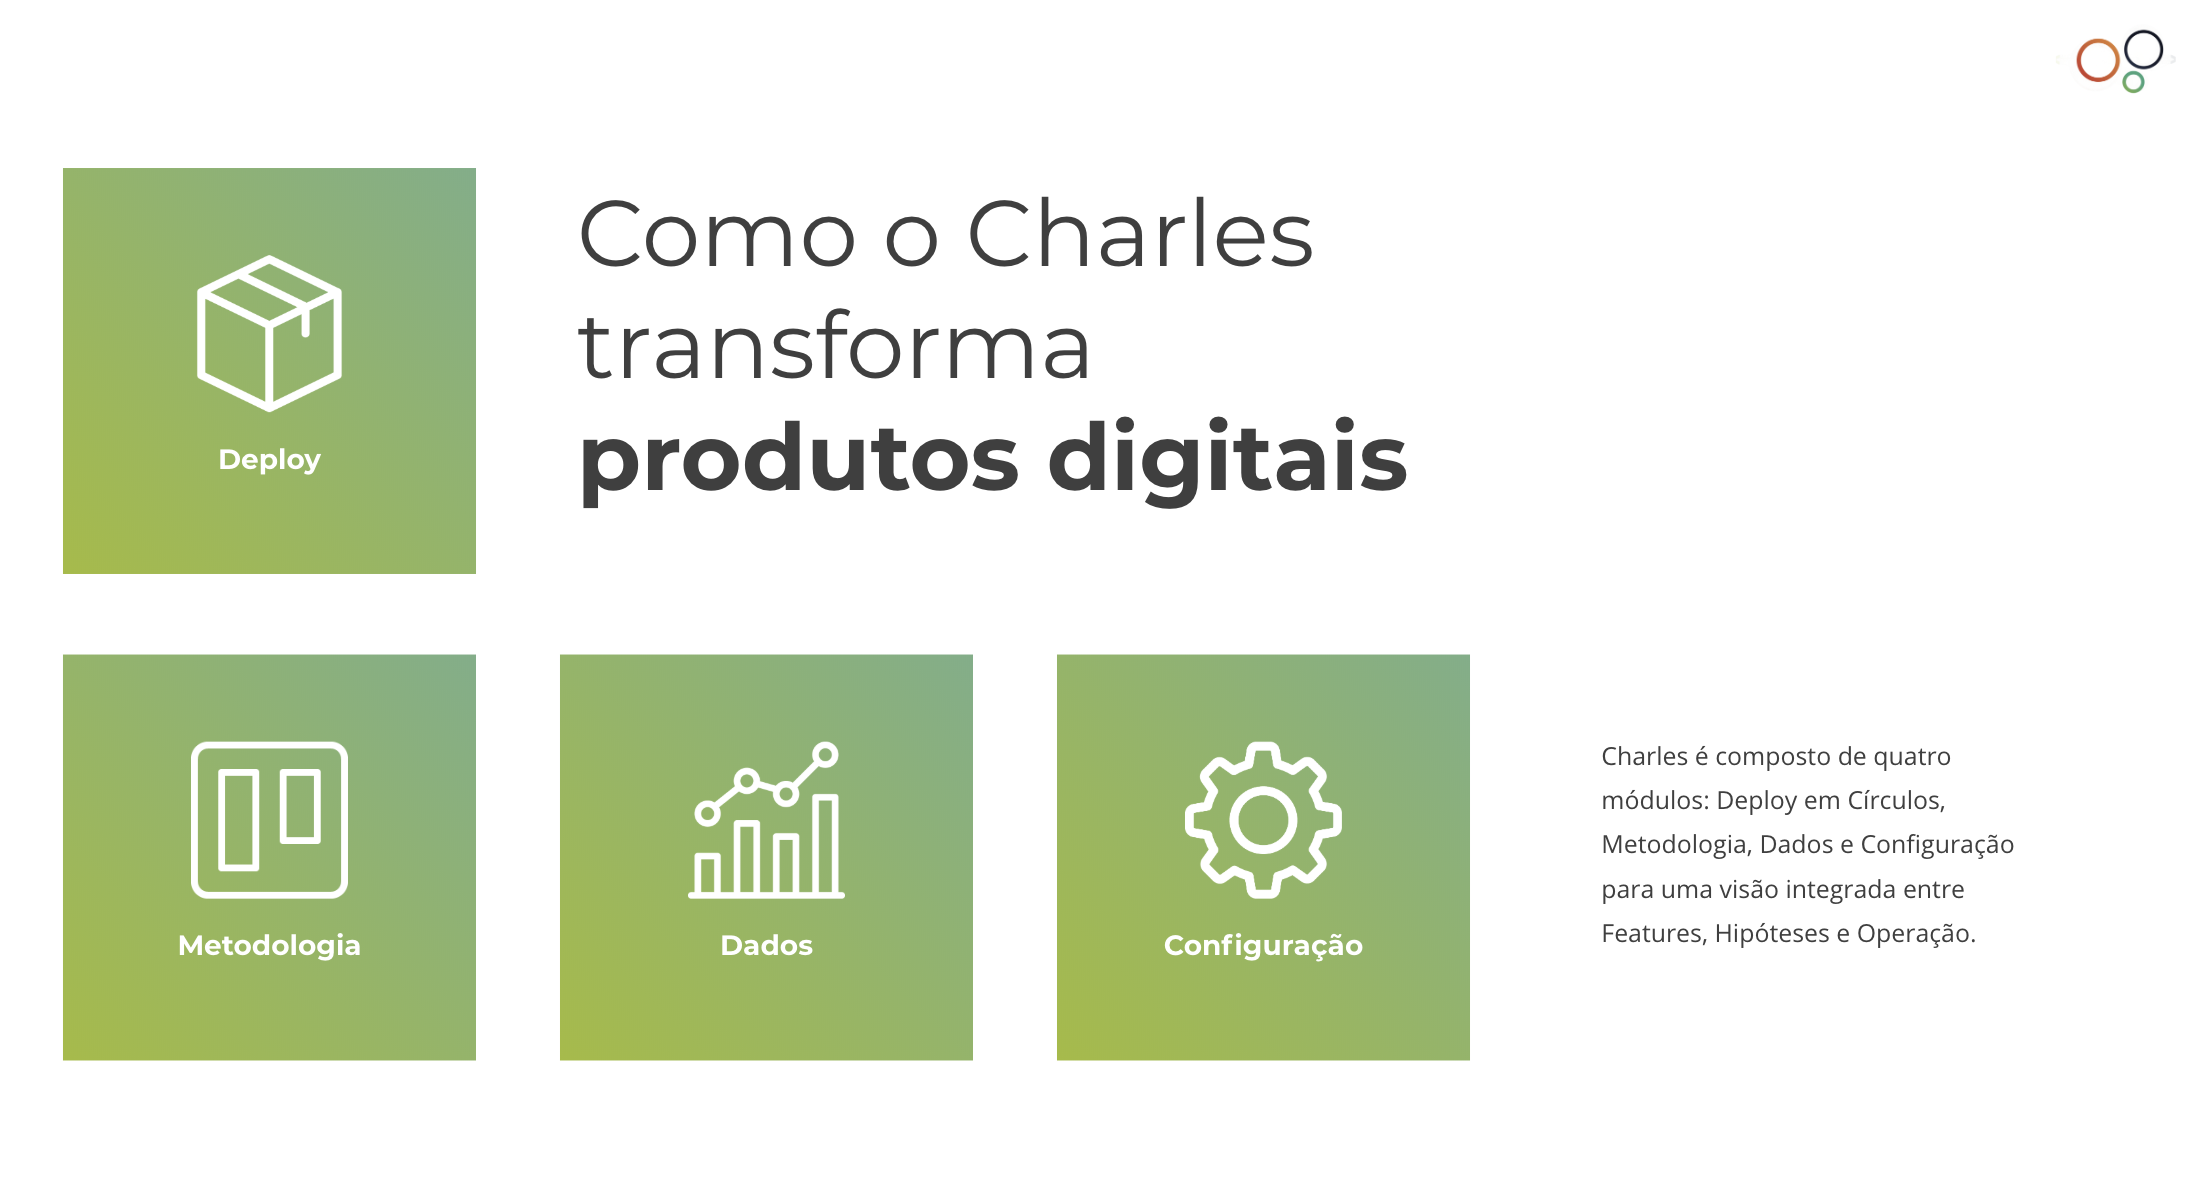 Deploy
Como o Charles
transforma
produtos digitais
Metodologia
Dados
Configuração
Charles é composto de quatro
módulos: Deploy em Círculos,
Metodologia, Dados e Configuração
para uma visão integrada entre
Features, Hipóteses e Operação.